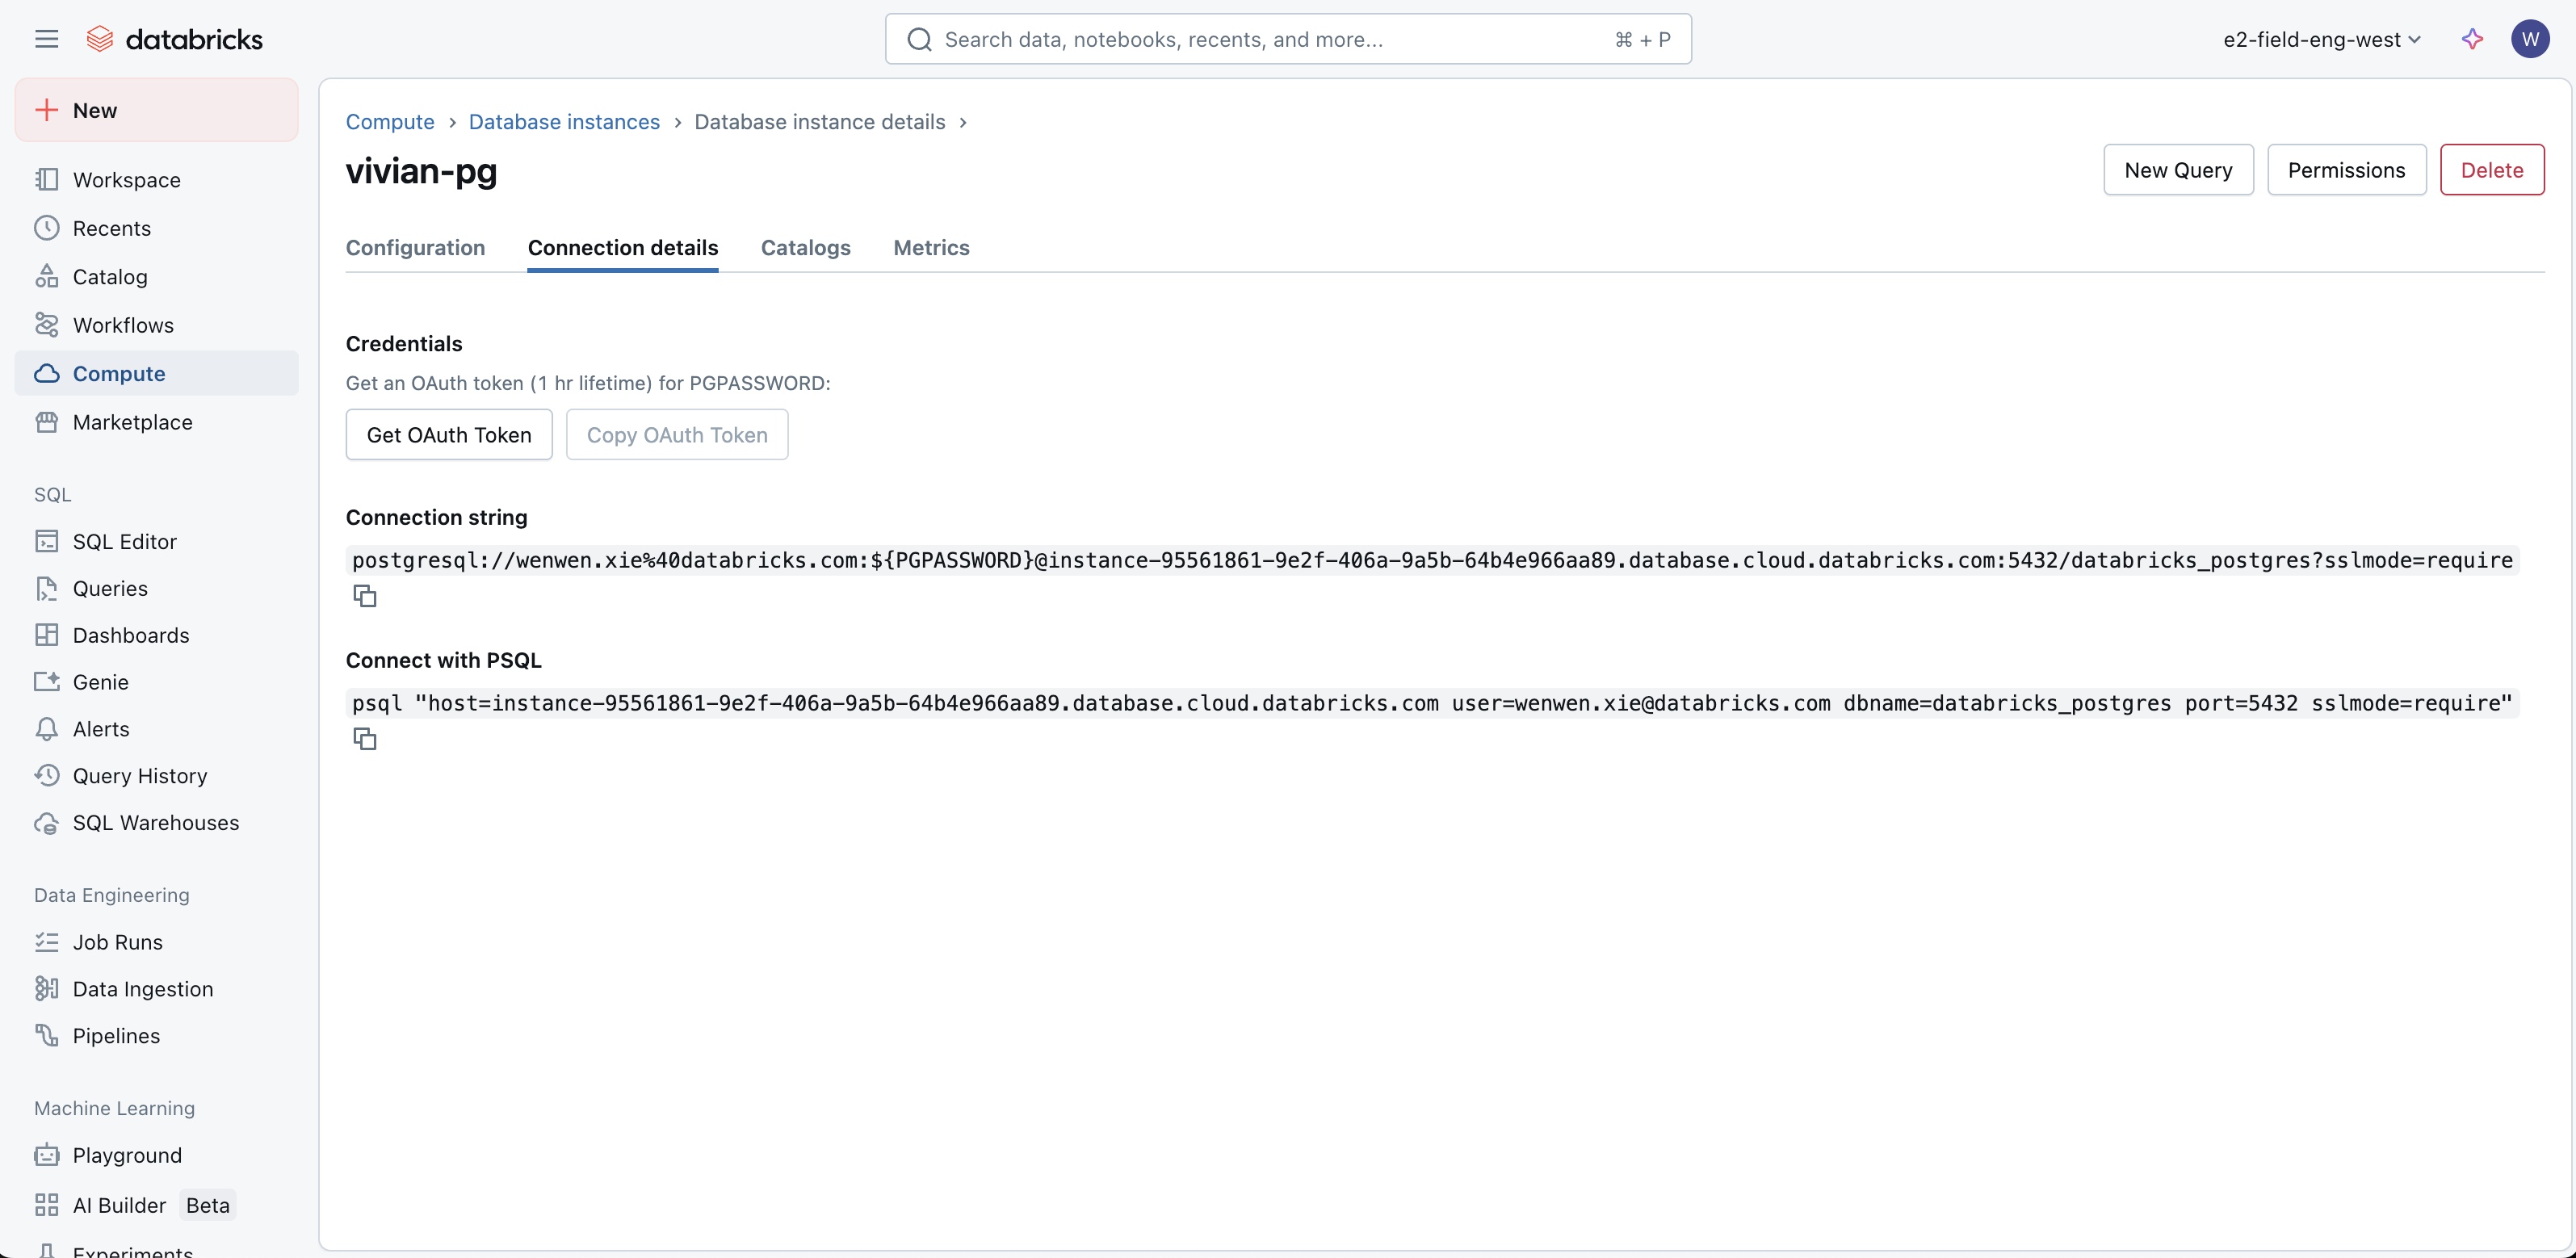 databricks
Search data, notebooks, recents, and more...
⌘ + P
e2-field-eng-west
W
New
Workspace
Recents
Catalog
Workflows
Compute
Marketplace
SQL
SQL Editor
Queries
Dashboards
Genie
Alerts
Query History
SQL Warehouses
Data Engineering
Job Runs
Data Ingestion
Pipelines
Machine Learning
Playground
AI Builder Beta
Experiments
Compute › Database instances › Database instance details ›
vivian-pg
New Query
Permissions
Delete
Configuration
Connection details
Catalogs
Metrics
Credentials
Get an OAuth token (1 hr lifetime) for PGPASSWORD:
Get OAuth Token
Copy OAuth Token
Connection string
postgresql://wenwen.xie%40databricks.com:${PGPASSWORD}@instance-95561861-9e2f-406a-9a5b-64b4e966aa89.database.cloud.databricks.com:5432/databricks_postgres?sslmode=require
Connect with PSQL
psql "host=instance-95561861-9e2f-406a-9a5b-64b4e966aa89.database.cloud.databricks.com user=wenwen.xie@databricks.com dbname=databricks_postgres port=5432 sslmode=require"